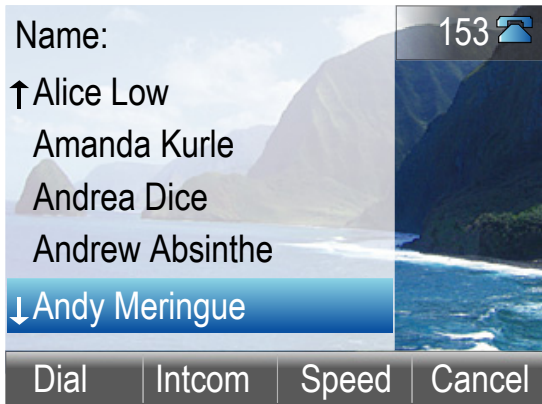 Name:
153
Alice Low
Amanda Kurle
Andrea Dice
Andrew Absinthe
Andy Meringue
Dial Intcom Speed Cancel